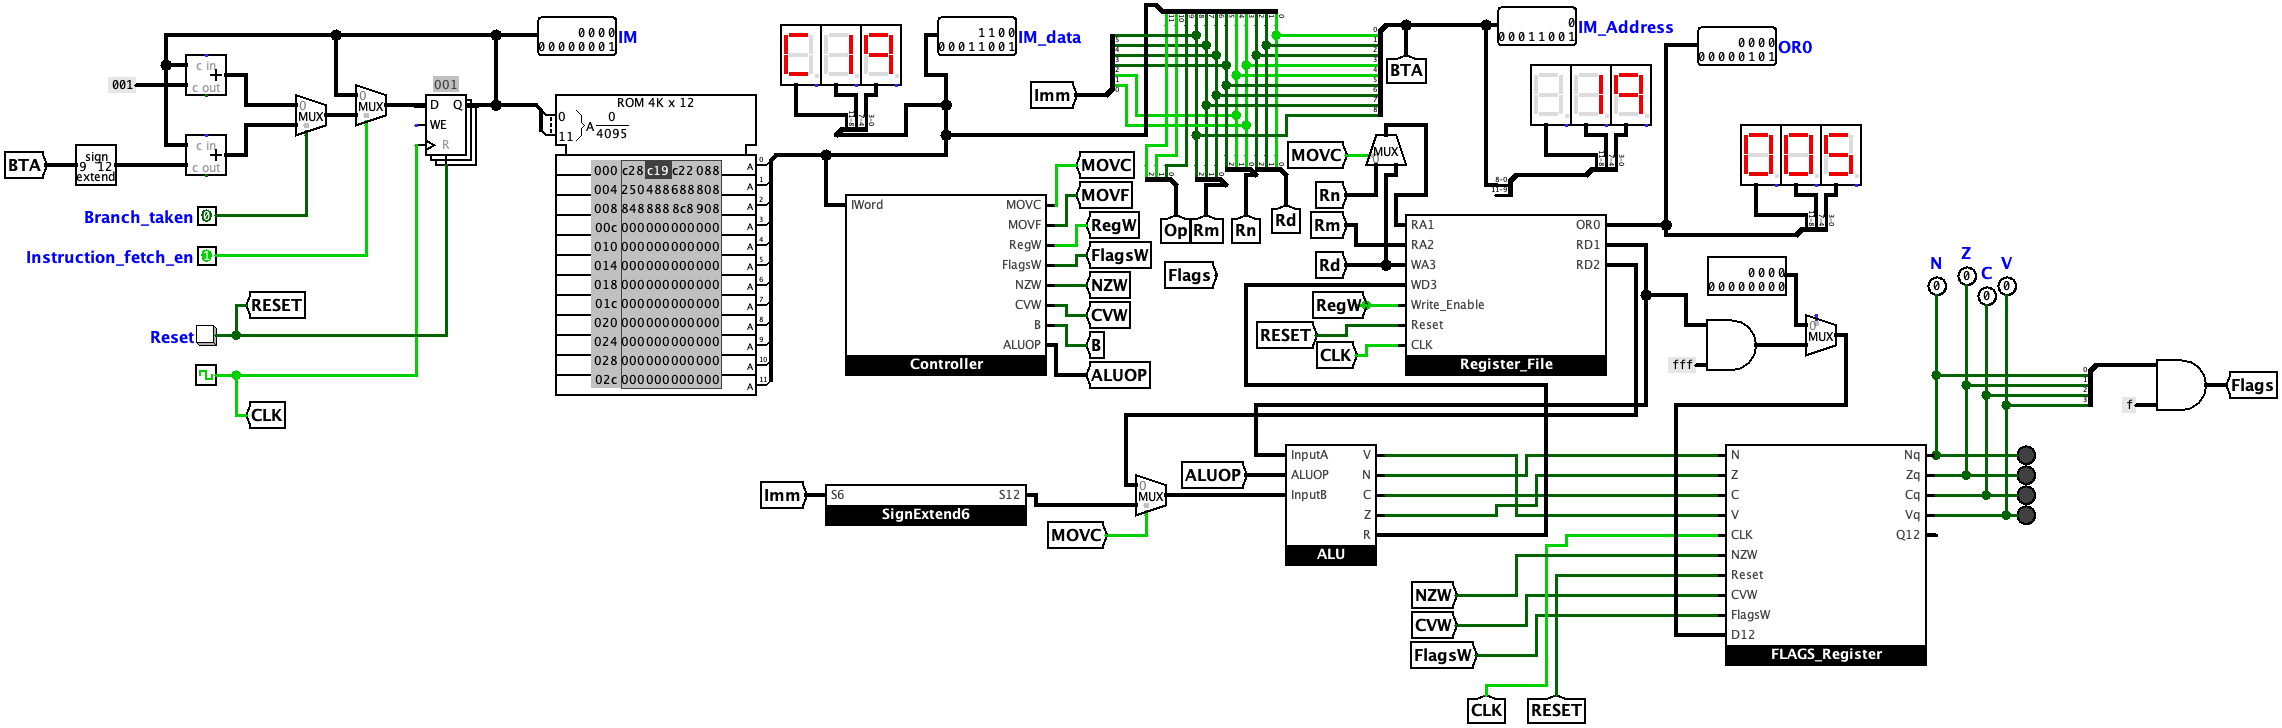 0000
00000001
IM
1100
00011001
IM_data
0
00011001
IM_Address
0000
00000101
OR0
C19
19
005
c in
+
c out
001
c in
+
c out
0
MUX
0
MUX
001
D Q
WE
R
BTA
sign
9 12
extend
Branch_taken
0
Instruction_fetch_en
1
RESET
Reset
CLK
ROM 4K x 12
0
11
A
0
4095
000 c28 c19 c22 088
004 250 488 688 808
008 848 888 8c8 908
00c 000 000 000 000
010 000 000 000 000
014 000 000 000 000
018 000 000 000 000
01c 000 000 000 000
020 000 000 000 000
024 000 000 000 000
028 000 000 000 000
02c 000 000 000 000
IWord
MOVC
MOVF
RegW
FlagsW
NZW
CVW
B
ALUOP
Controller
MOVC
MOVF
RegW
FlagsW
NZW
CVW
B
ALUOP
Imm
BTA
Op
Rm
Rn
Rd
Flags
MOVC
MUX
0
Rn
Rm
Rd
RegW
RESET
CLK
RA1
RA2
WA3
WD3
Write_Enable
Reset
CLK
OR0
RD1
RD2
Register_File
0000
00000000
fff
0
MUX
N
Z
C
V
0
0
0
0
f
Flags
Imm
S6 S12
SignExtend6
0
MUX
MOVC
ALUOP
InputA
ALUOP
InputB
V
N
C
Z
R
ALU
N
Z
C
V
CLK
NZW
Reset
CVW
FlagsW
D12
Nq
Zq
Cq
Vq
Q12
FLAGS_Register
NZW
CVW
FlagsW
CLK
RESET